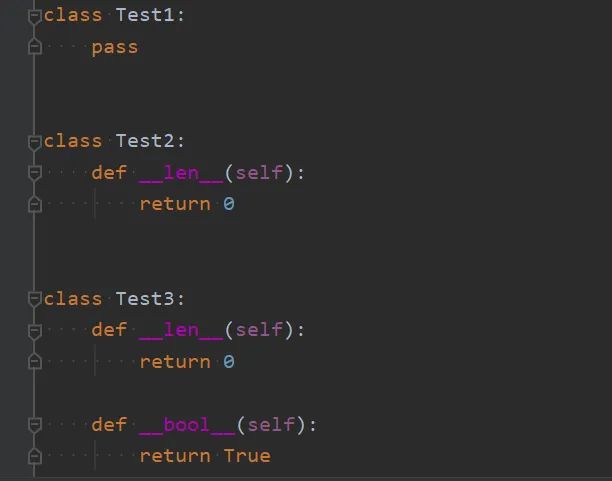 class Test1:
    pass
class Test2:
    def __len__(self):
        return 0
class Test3:
    def __len__(self):
        return 0
    def __bool__(self):
        return True